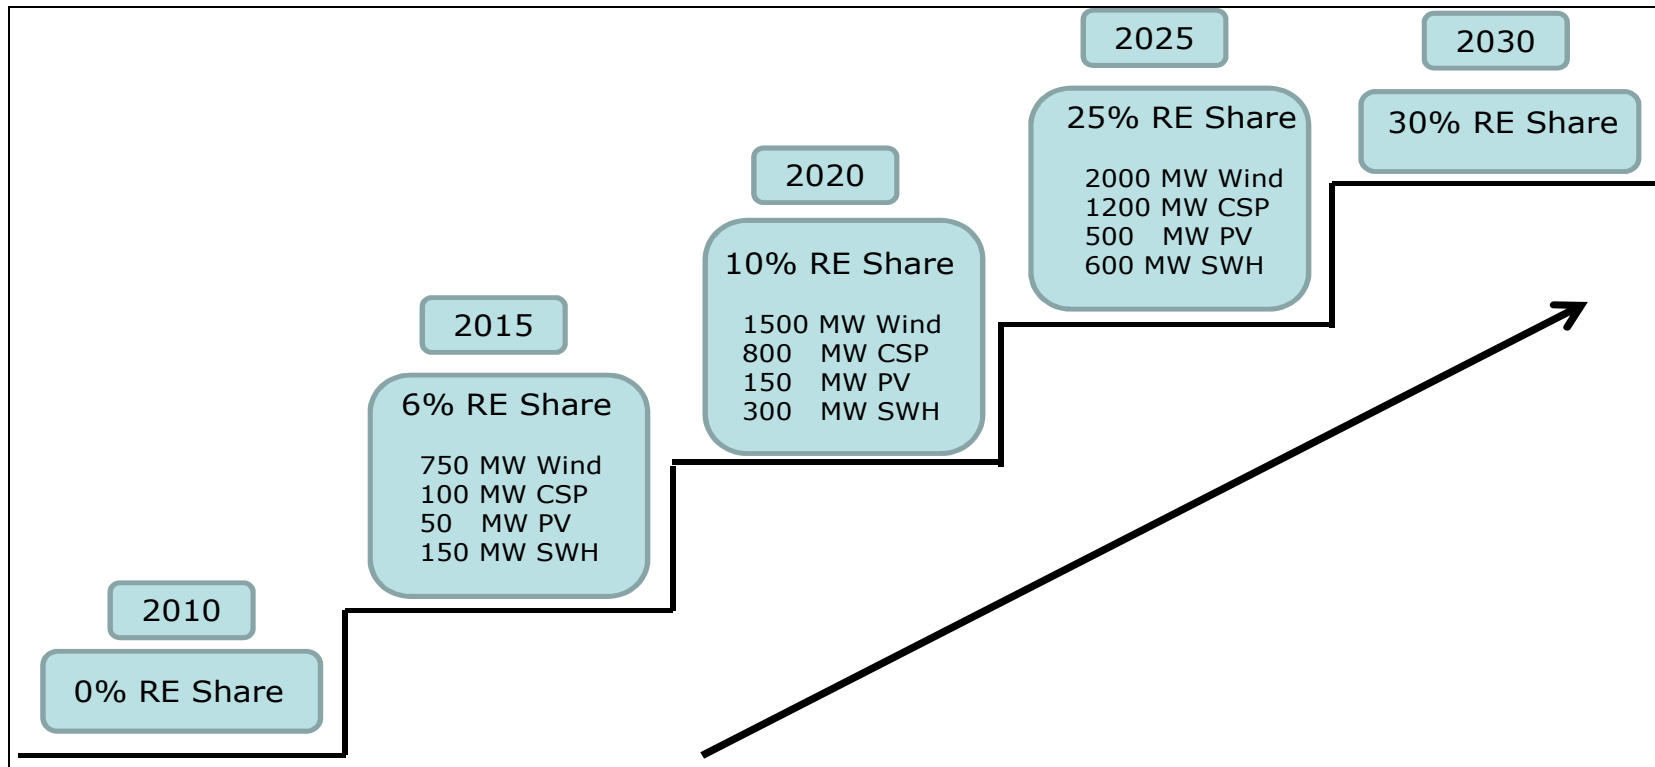 2010
0% RE Share
2015
6% RE Share
750 MW Wind
100 MW CSP
50 MW PV
150 MW SWH
2020
10% RE Share
1500 MW Wind
800 MW CSP
150 MW PV
300 MW SWH
2025
25% RE Share
2000 MW Wind
1200 MW CSP
500 MW PV
600 MW SWH
2030
30% RE Share